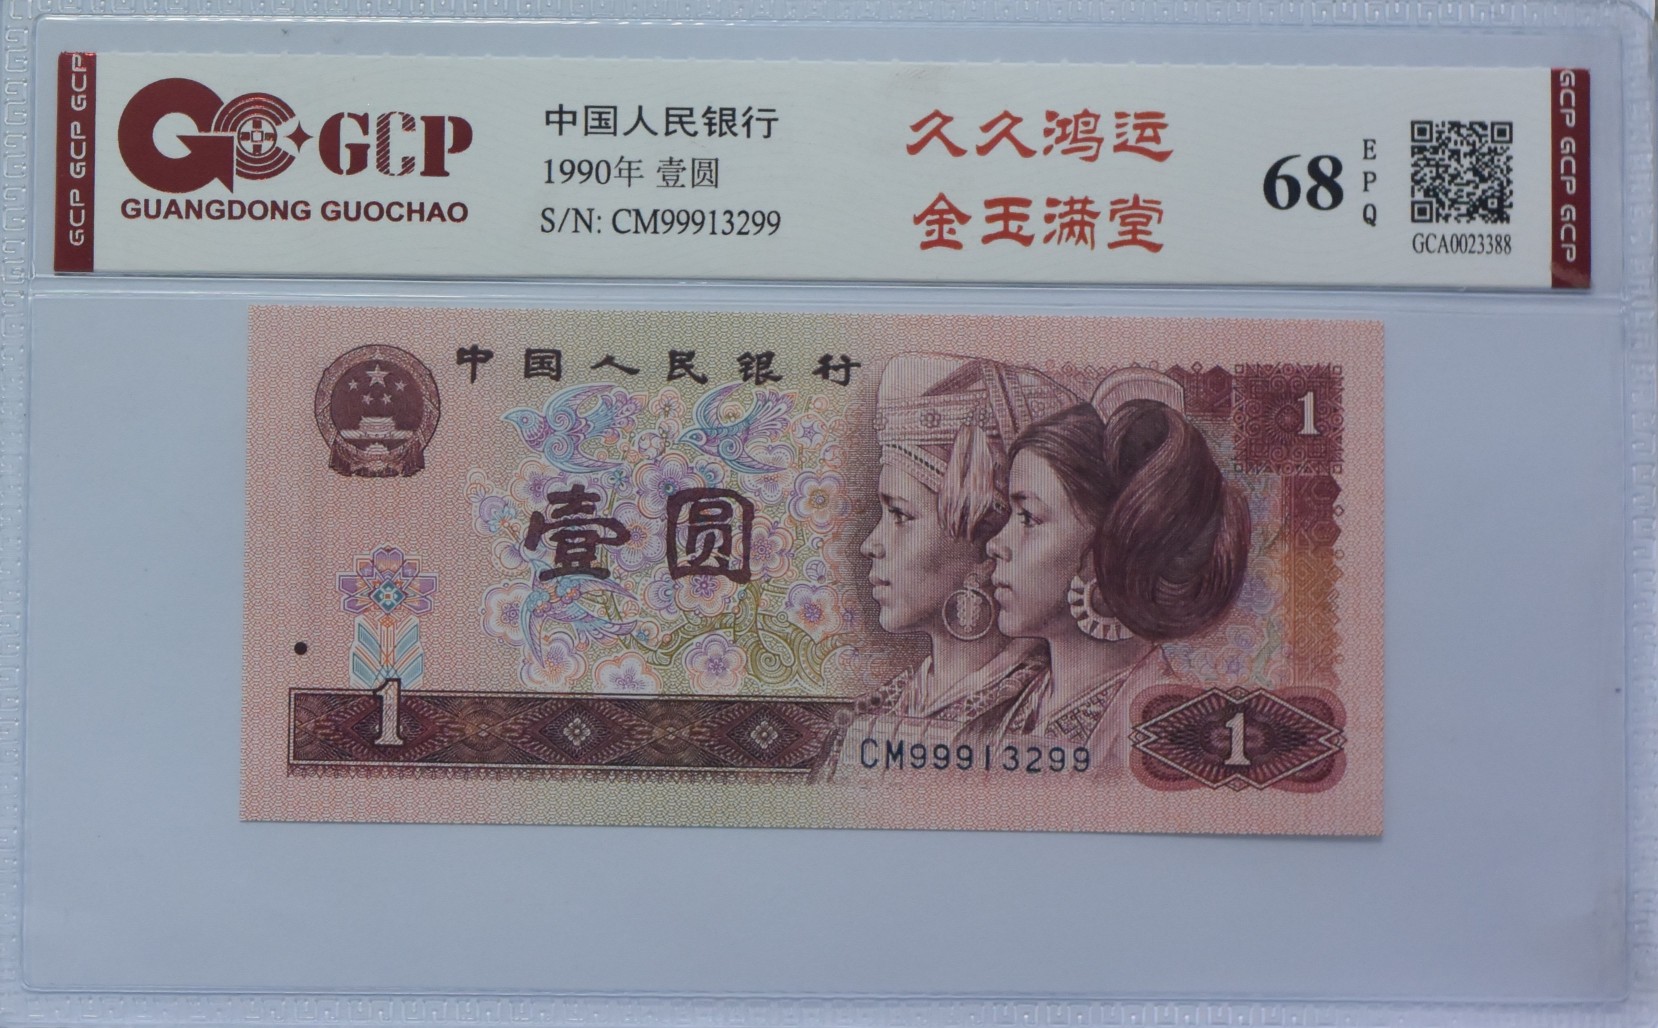 GCP GCP GCP GCP
GCP
GUANGDONG GUOCHAO
中国人民银行
1990年 壹圆
S/N: CM99913299
久久鸿运
金玉满堂
68
EPQ
GCA0023388
GCP GCP GCP GCP
中国人民银行
1
壹圆
1
CM99913299
1